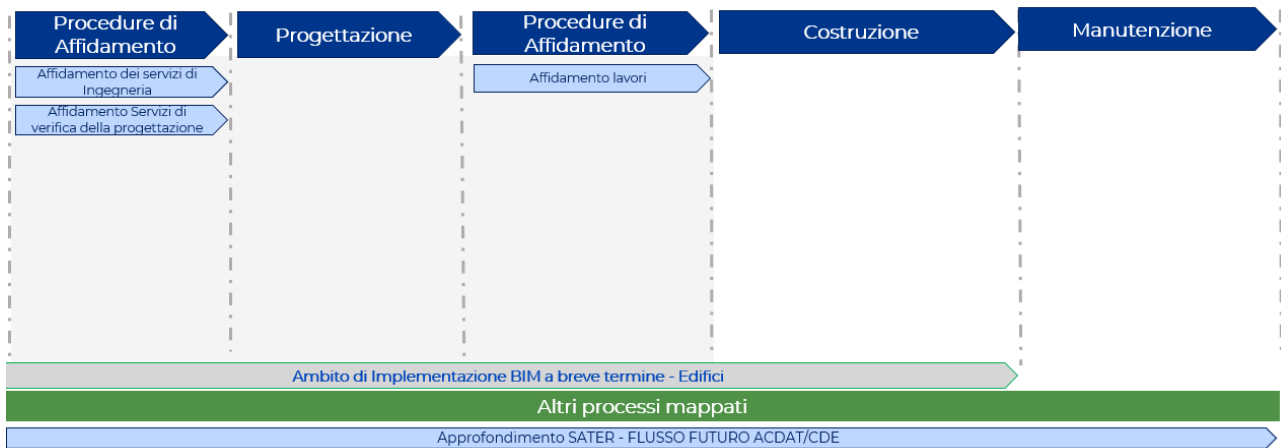 Procedure di
Affidamento
Progettazione
Procedure di
Affidamento
Costruzione
Manutenzione
Affidamento dei servizi di
Ingegneria
Affidamento lavori
Affidamento Servizi di
verifica della progettazione
Ambito di Implementazione BIM a breve termine - Edifici
Altri processi mappati
Approfondimento SATER - FLUSSO FUTURO ACDAT/CDE